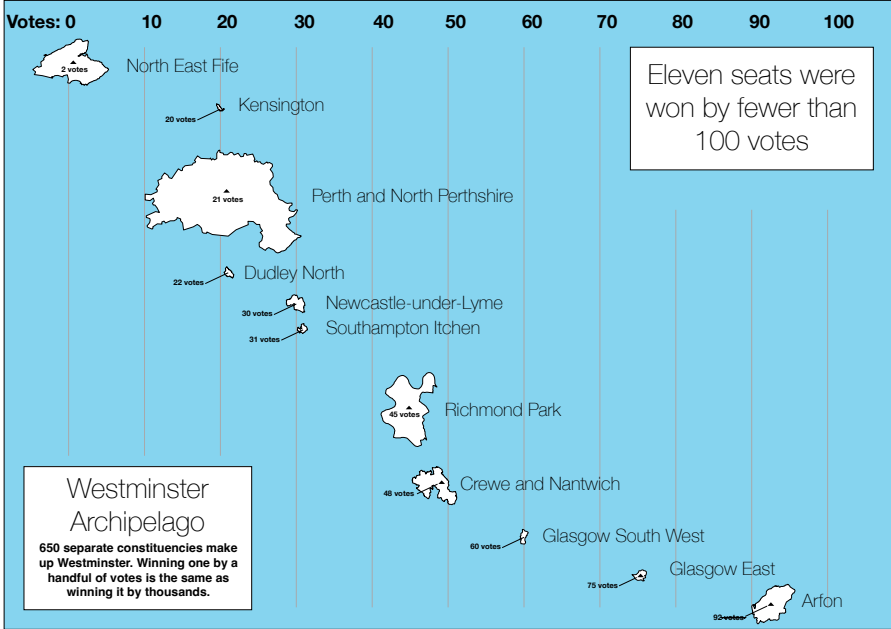 Votes: 0 10 20 30 40 50 60 70 80 90 100
2 votes
North East Fife
Eleven seats were
won by fewer than
100 votes
Kensington
20 votes
21 votes
Perth and North Perthshire
Dudley North
22 votes
Newcastle-under-Lyme
30 votes
Southampton Itchen
31 votes
45 votes
Richmond Park
Crewe and Nantwich
48 votes
Glasgow South West
60 votes
Glasgow East
75 votes
Arfon
92 votes
Westminster
Archipelago
650 separate constituencies make
up Westminster. Winning one by a
handful of votes is the same as
winning it by thousands.